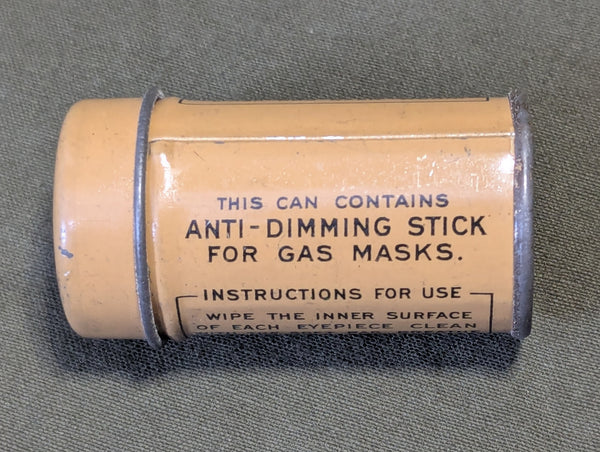 THIS CAN CONTAINS
ANTI-DIMMING STICK
FOR GAS MASKS.
INSTRUCTIONS FOR USE
WIPE THE INNER SURFACE
OF EACH EYEPIECE CLEAN